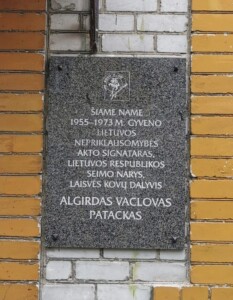 ŠIAME NAME
1955–1973 M. GYVENO
LIETUVOS
NEPRIKLAUSOMYBĖS
AKTO SIGNATARAS,
LIETUVOS RESPUBLIKOS
SEIMO NARYS,
LAISVĖS KOVŲ DALYVIS
ALGIRDAS VACLOVAS
PATACKAS